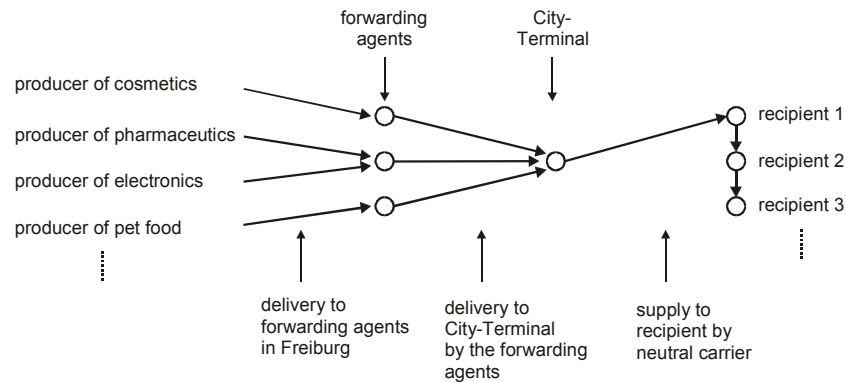 forwarding
agents
City-
Terminal
producer of cosmetics
producer of pharmaceutics
producer of electronics
producer of pet food
recipient 1
recipient 2
recipient 3
delivery to
forwarding agents
in Freiburg
delivery to
City-Terminal
by the forwarding
agents
supply to
recipient by
neutral carrier